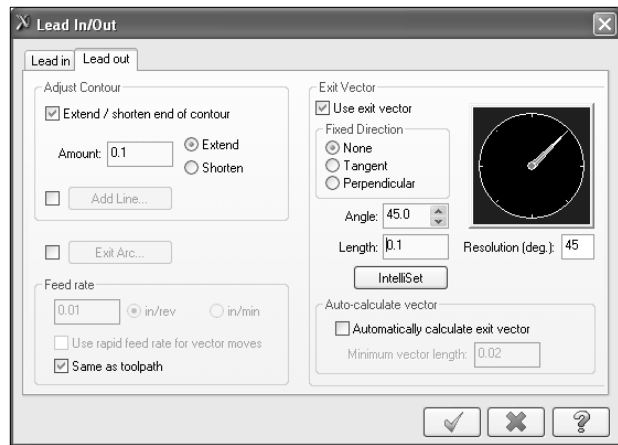 Lead In/Out
Lead in
Lead out
Adjust Contour
Extend / shorten end of contour
Amount: 0.1
Extend
Shorten
Add Line...
Exit Arc...
Feed rate
0.01
in/rev
in/min
Use rapid feed rate for vector moves
Same as toolpath
Exit Vector
Use exit vector
Fixed Direction
None
Tangent
Perpendicular
Angle: 45.0
Length: 0.1
Resolution (deg.): 45
IntelliSet
Auto-calculate vector
Automatically calculate exit vector
Minimum vector length: 0.02